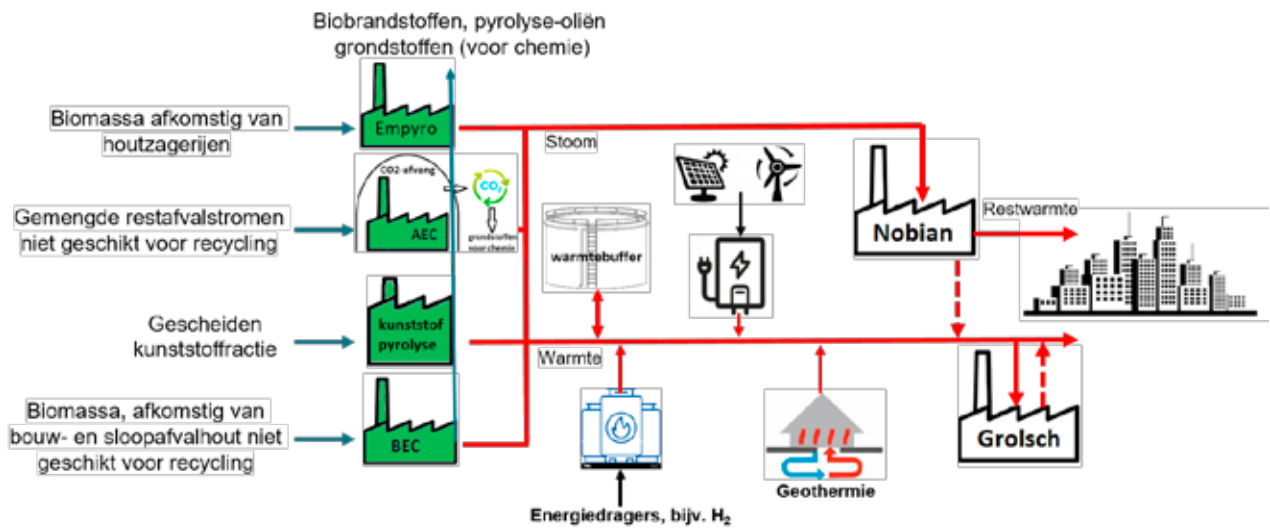 Biobrandstoffen, pyrolyse-oliën
grondstoffen (voor chemie)
Biomassa afkomstig van
houtzagerijen
Empyro
Stoom
CO2-afvang
CO₂
AEC
grondstoffen
voor chemie
Gemengde restafvalstromen
niet geschikt voor recycling
warmtebuffer
Nobian
Restwarmte
Gescheiden
kunststoffractie
kunststof
pyrolyse
Warmte
Biomassa, afkomstig van
bouw- en sloopafvalhout niet
geschikt voor recycling
BEC
Grolsch
Geothermie
Energiedragers, bijv. H₂